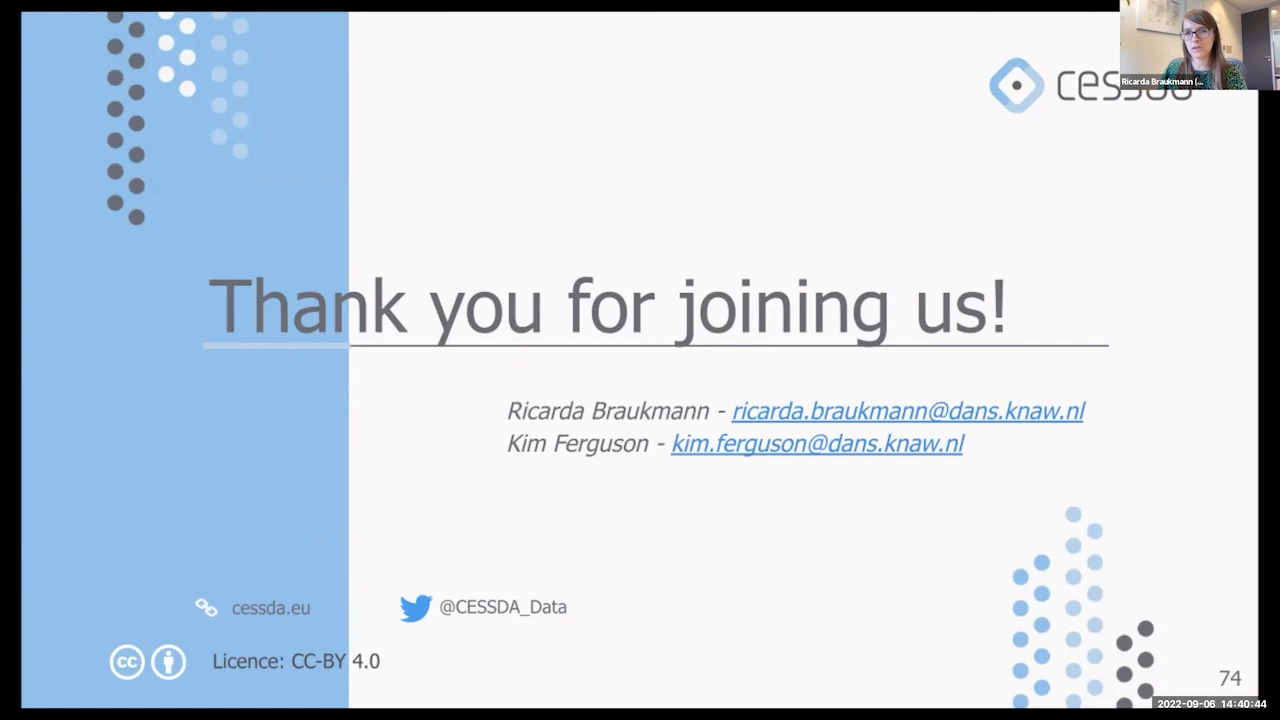 cessda
Ricarda Braukmann (...
Thank you for joining us!
Ricarda Braukmann - ricarda.braukmann@dans.knaw.nl
Kim Ferguson - kim.ferguson@dans.knaw.nl
cessda.eu
@CESSDA_Data
cc
Licence: CC-BY 4.0
74
2022-09-06 14:40:44